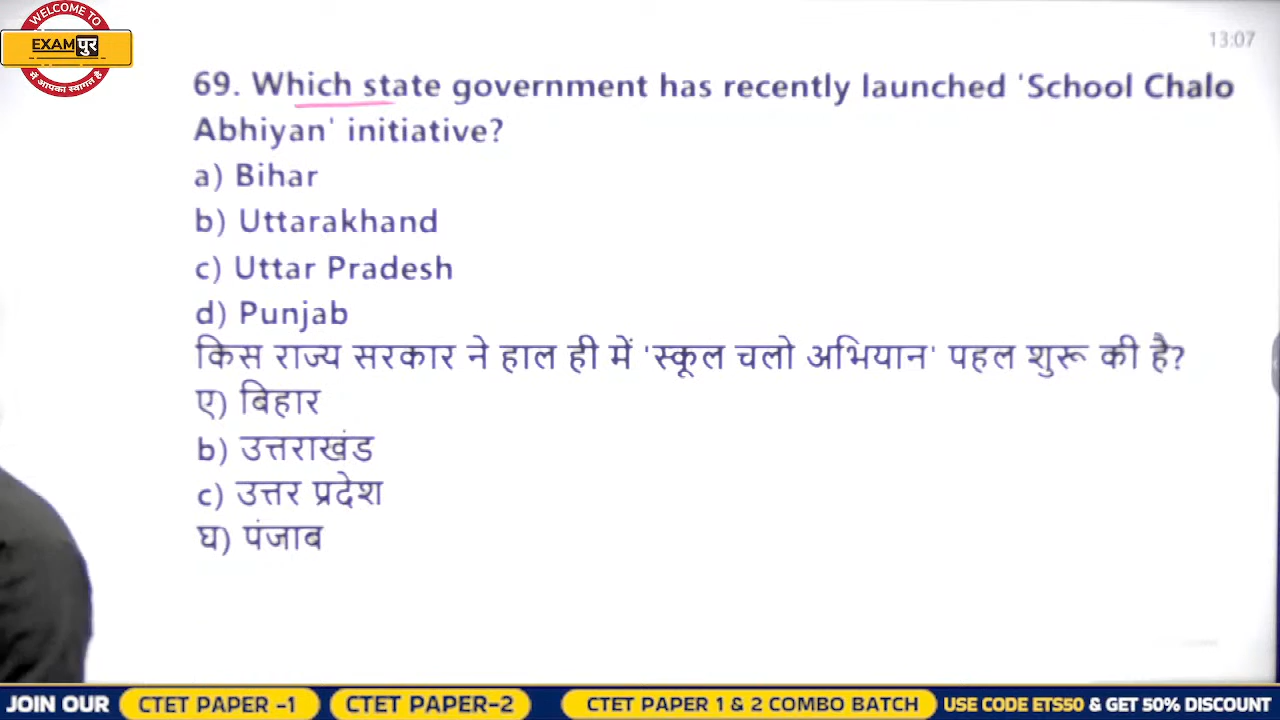 WELCOME TO
EXAMपुर
में आपका स्वागत है
13:07
69. Which state government has recently launched 'School Chalo
Abhiyan' initiative?
a) Bihar
b) Uttarakhand
c) Uttar Pradesh
d) Punjab
किस राज्य सरकार ने हाल ही में 'स्कूल चलो अभियान' पहल शुरू की है?
ए) बिहार
b) उत्तराखंड
c) उत्तर प्रदेश
घ) पंजाब
JOIN OUR CTET PAPER -1 CTET PAPER-2 CTET PAPER 1 & 2 COMBO BATCH USE CODE ETS50 & GET 50% DISCOUNT